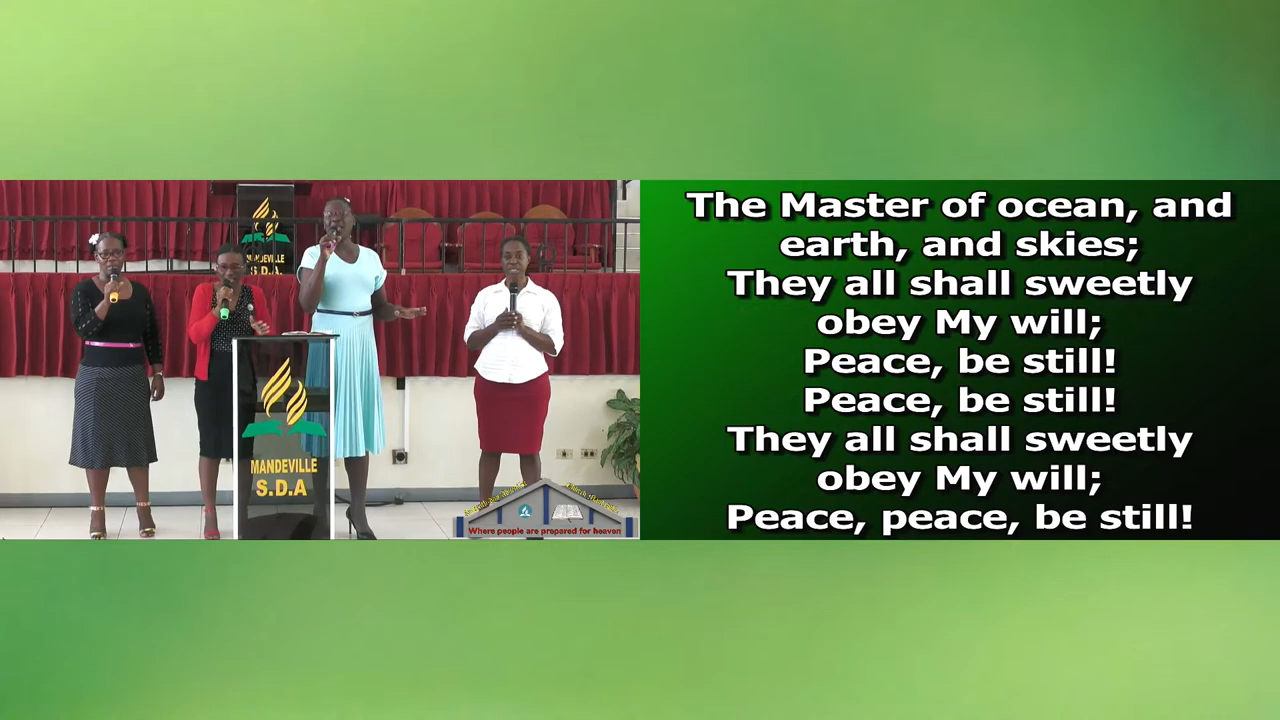 MANDEVILLE
S.D.A.
MANDEVILLE
S.D.A
Where people are prepared for heaven
The Master of ocean, and
earth, and skies;
They all shall sweetly
obey My will;
Peace, be still!
Peace, be still!
They all shall sweetly
obey My will;
Peace, peace, be still!